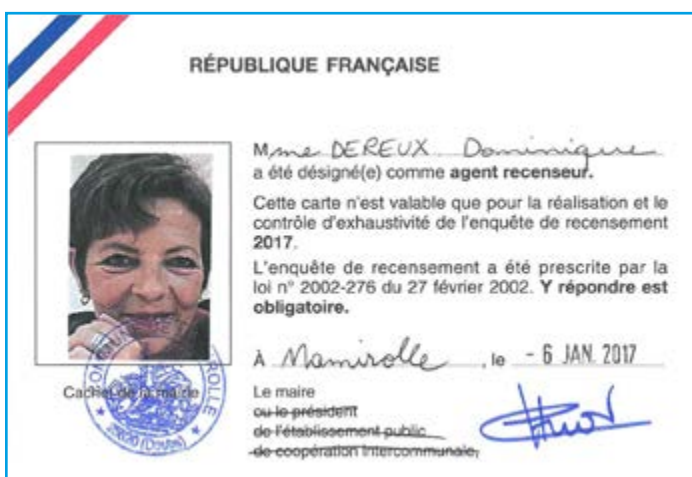 RÉPUBLIQUE FRANÇAISE
Mme DEREUX Dominique
a été désigné(e) comme agent recenseur.
Cette carte n'est valable que pour la réalisation et le
contrôle d'exhaustivité de l'enquête de recensement
2017.
L'enquête de recensement a été prescrite par la
loi n° 2002-276 du 27 février 2002. Y répondre est
obligatoire.
À Mamirolle, le - 6 JAN. 2017
Cachet de la mairie
Le maire
ou le président
de l'établissement public
de coopération intercommunale,